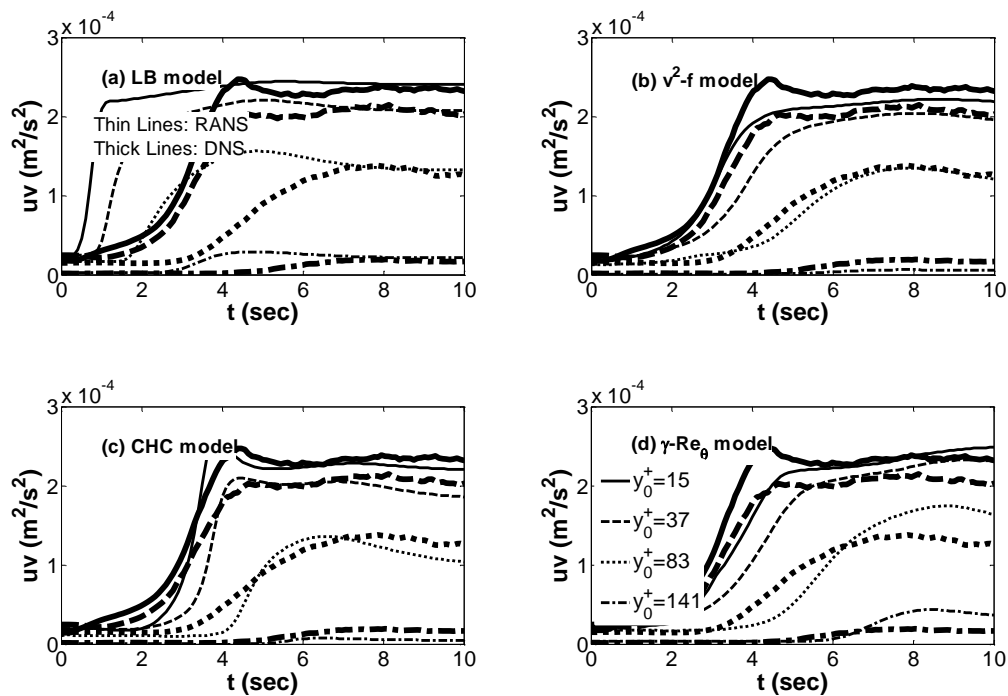 x 10^-4
(a) LB model
Thin Lines: RANS
Thick Lines: DNS
uv (m^2/s^2)
3
2
1
0
0 2 4 6 8 10
t (sec)
x 10^-4
(b) v^2-f model
uv (m^2/s^2)
3
2
1
0
0 2 4 6 8 10
t (sec)
x 10^-4
(c) CHC model
uv (m^2/s^2)
3
2
1
0
0 2 4 6 8 10
t (sec)
x 10^-4
(d) γ-Re_θ model
y_0^+=15
y_0^+=37
y_0^+=83
y_0^+=141
uv (m^2/s^2)
3
2
1
0
0 2 4 6 8 10
t (sec)